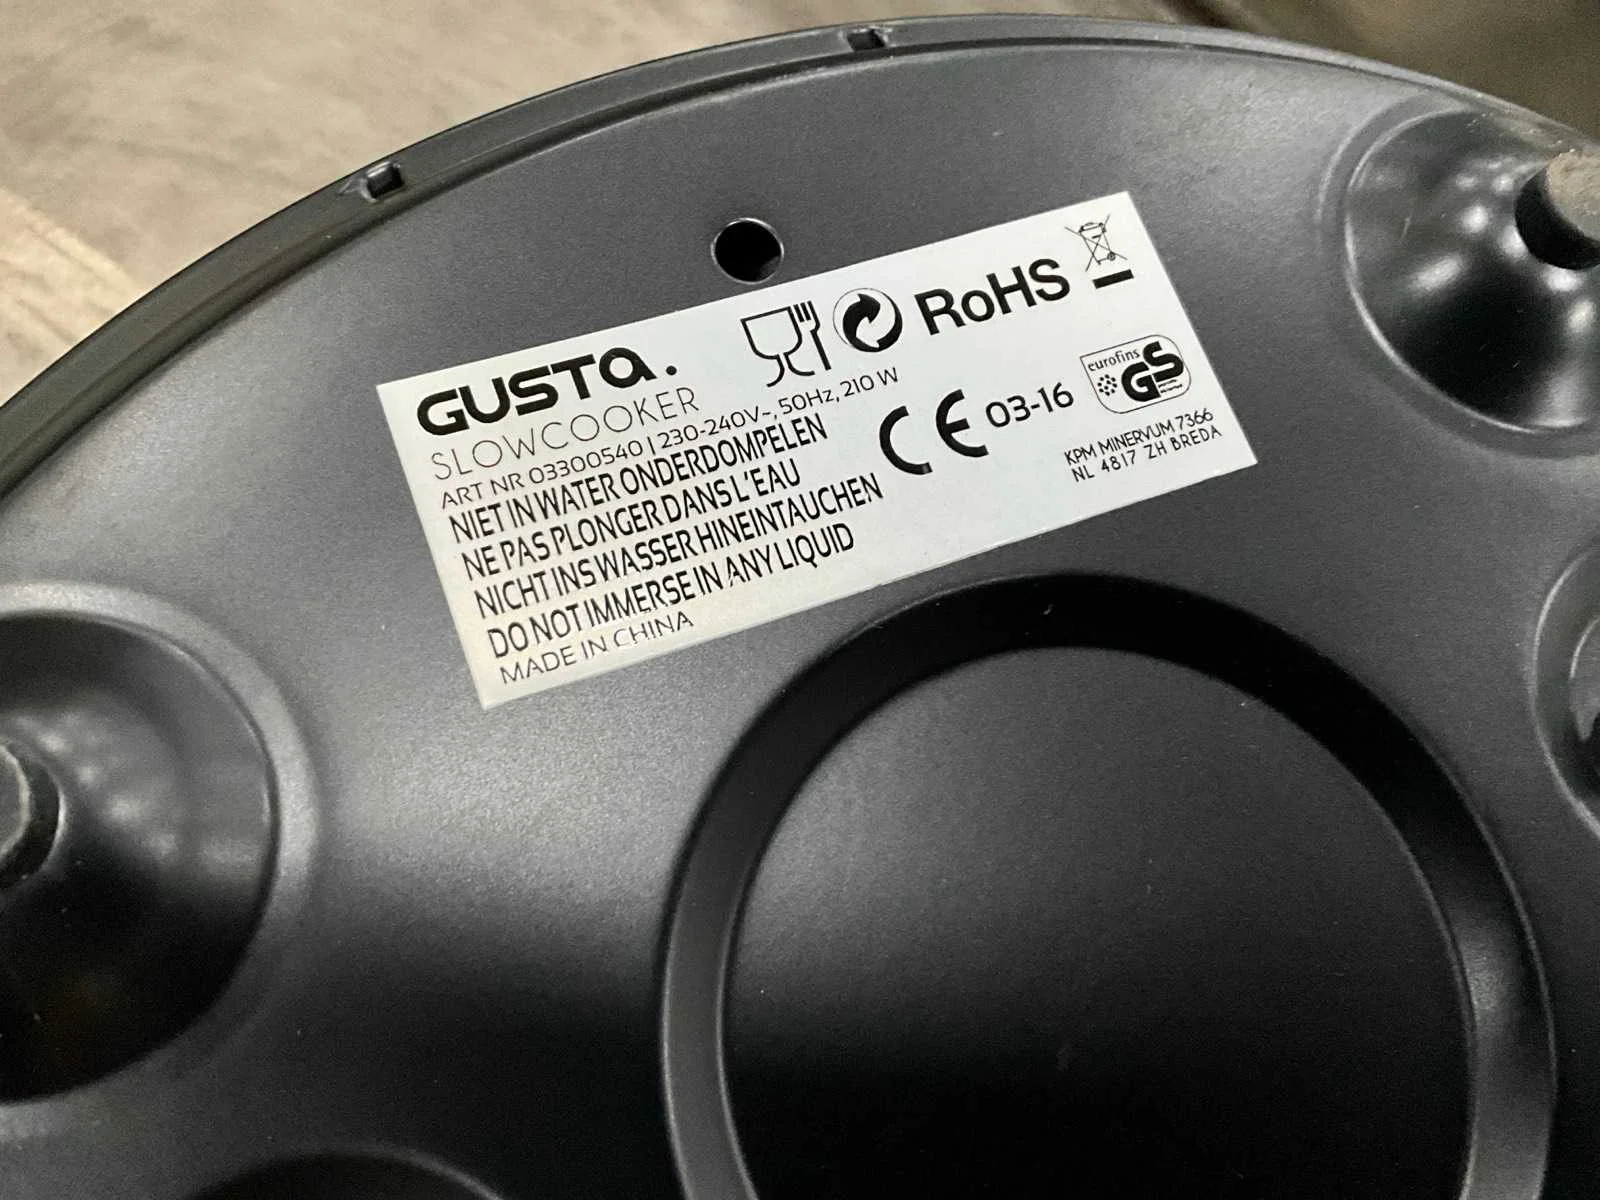 GUSTa.
SLOWCOOKER
ART NR 03300540 | 230-240V~, 50Hz, 210 W
NIET IN WATER ONDERDOMPELEN
NE PAS PLONGER DANS L'EAU
NICHT INS WASSER HINEINTAUCHEN
DO NOT IMMERSE IN ANY LIQUID
MADE IN CHINA
RoHS
CE 03-16
eurofins
GS
KPM MINERVUM 7366
NL 4817 ZH BREDA